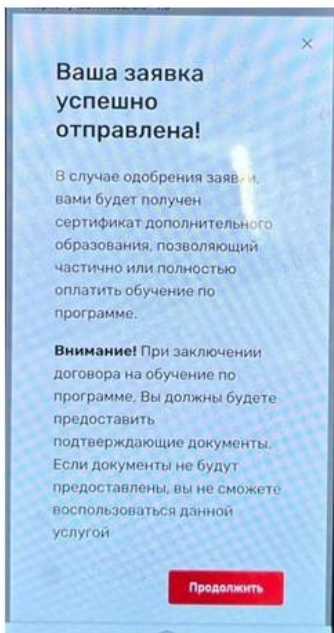 Ваша заявка
успешно
отправлена!
В случае одобрения заявки,
вами будет получен
сертификат дополнительного
образования, позволяющий
частично или полностью
оплатить обучение по
программе.
Внимание! При заключении
договора на обучение по
программе, Вы должны будете
предоставить
подтверждающие документы.
Если документы не будут
предоставлены, вы не сможете
воспользоваться данной
услугой
Продолжить